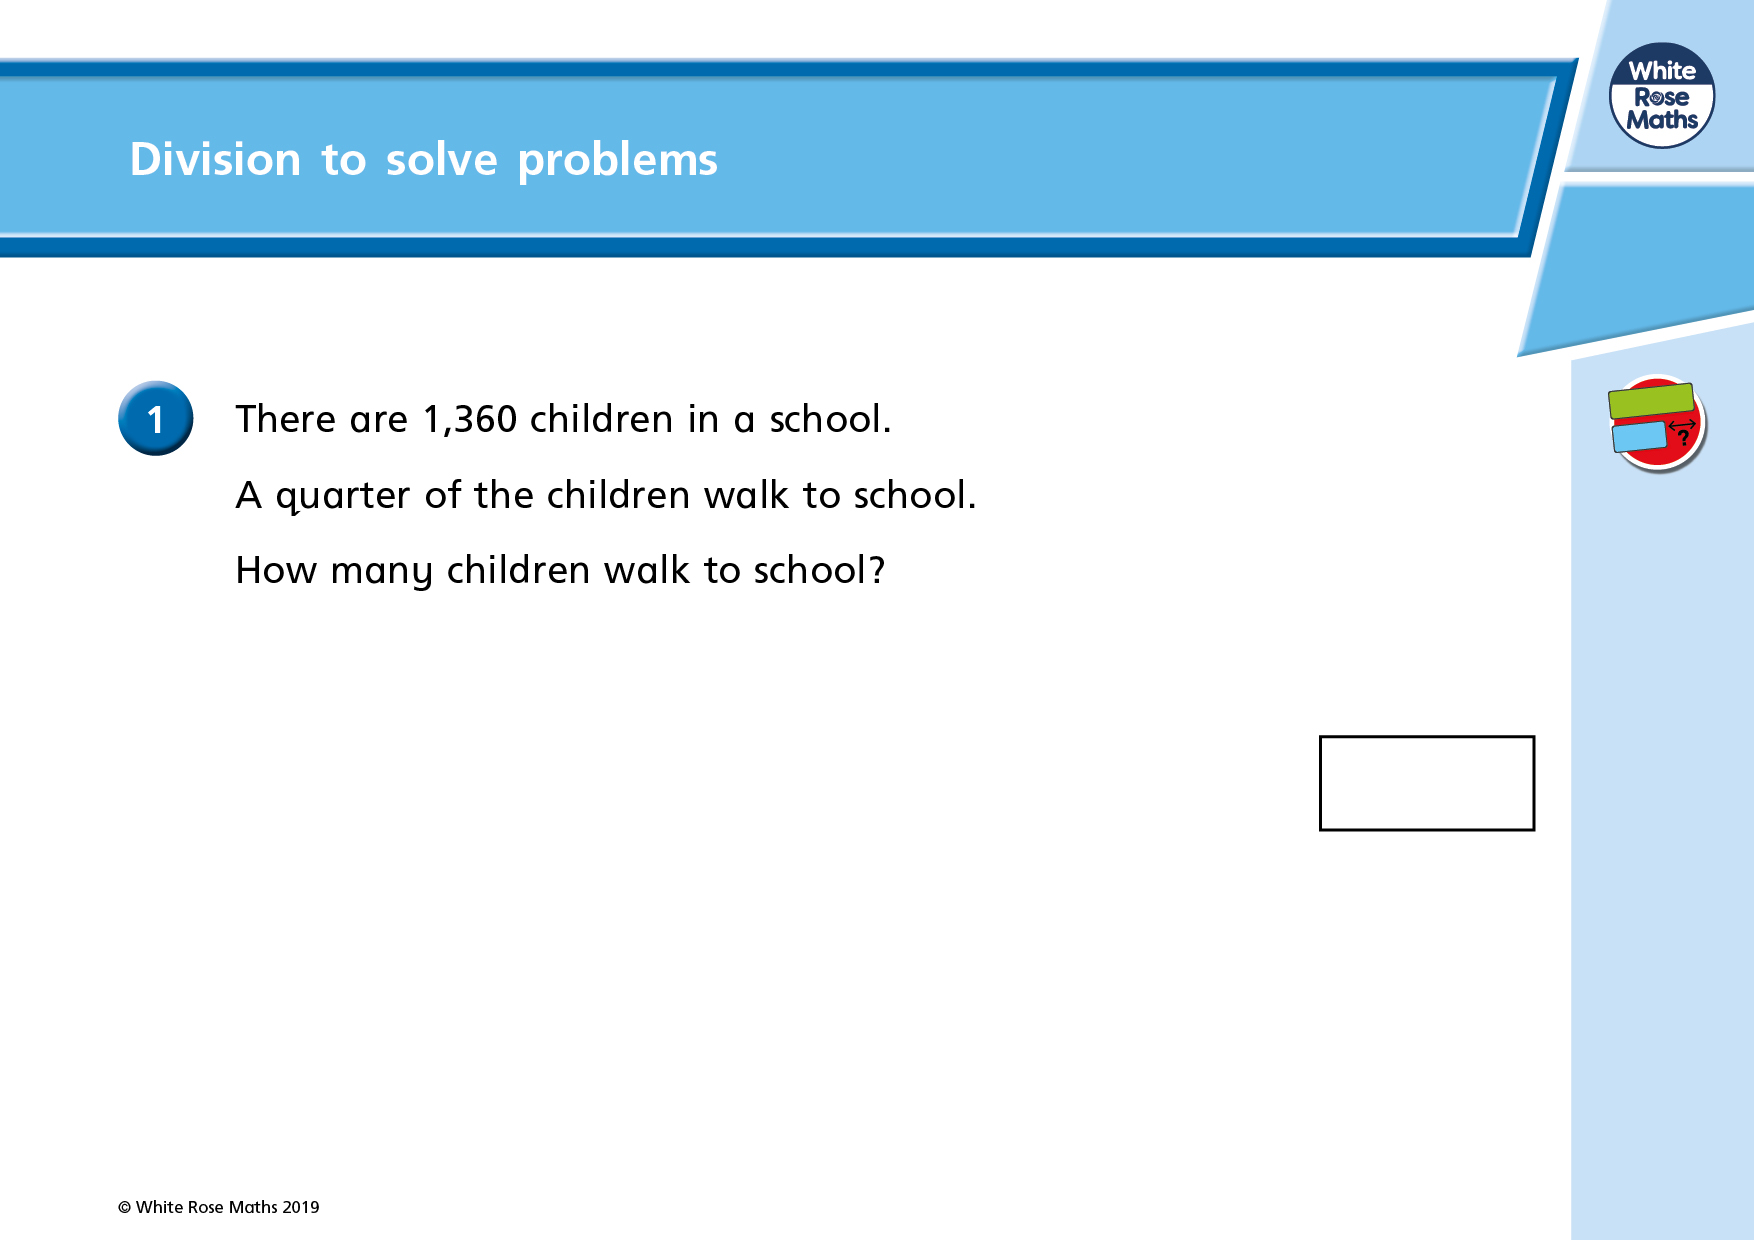 White
Rose
Maths
Division to solve problems
1 There are 1,360 children in a school.
A quarter of the children walk to school.
How many children walk to school?
?
© White Rose Maths 2019